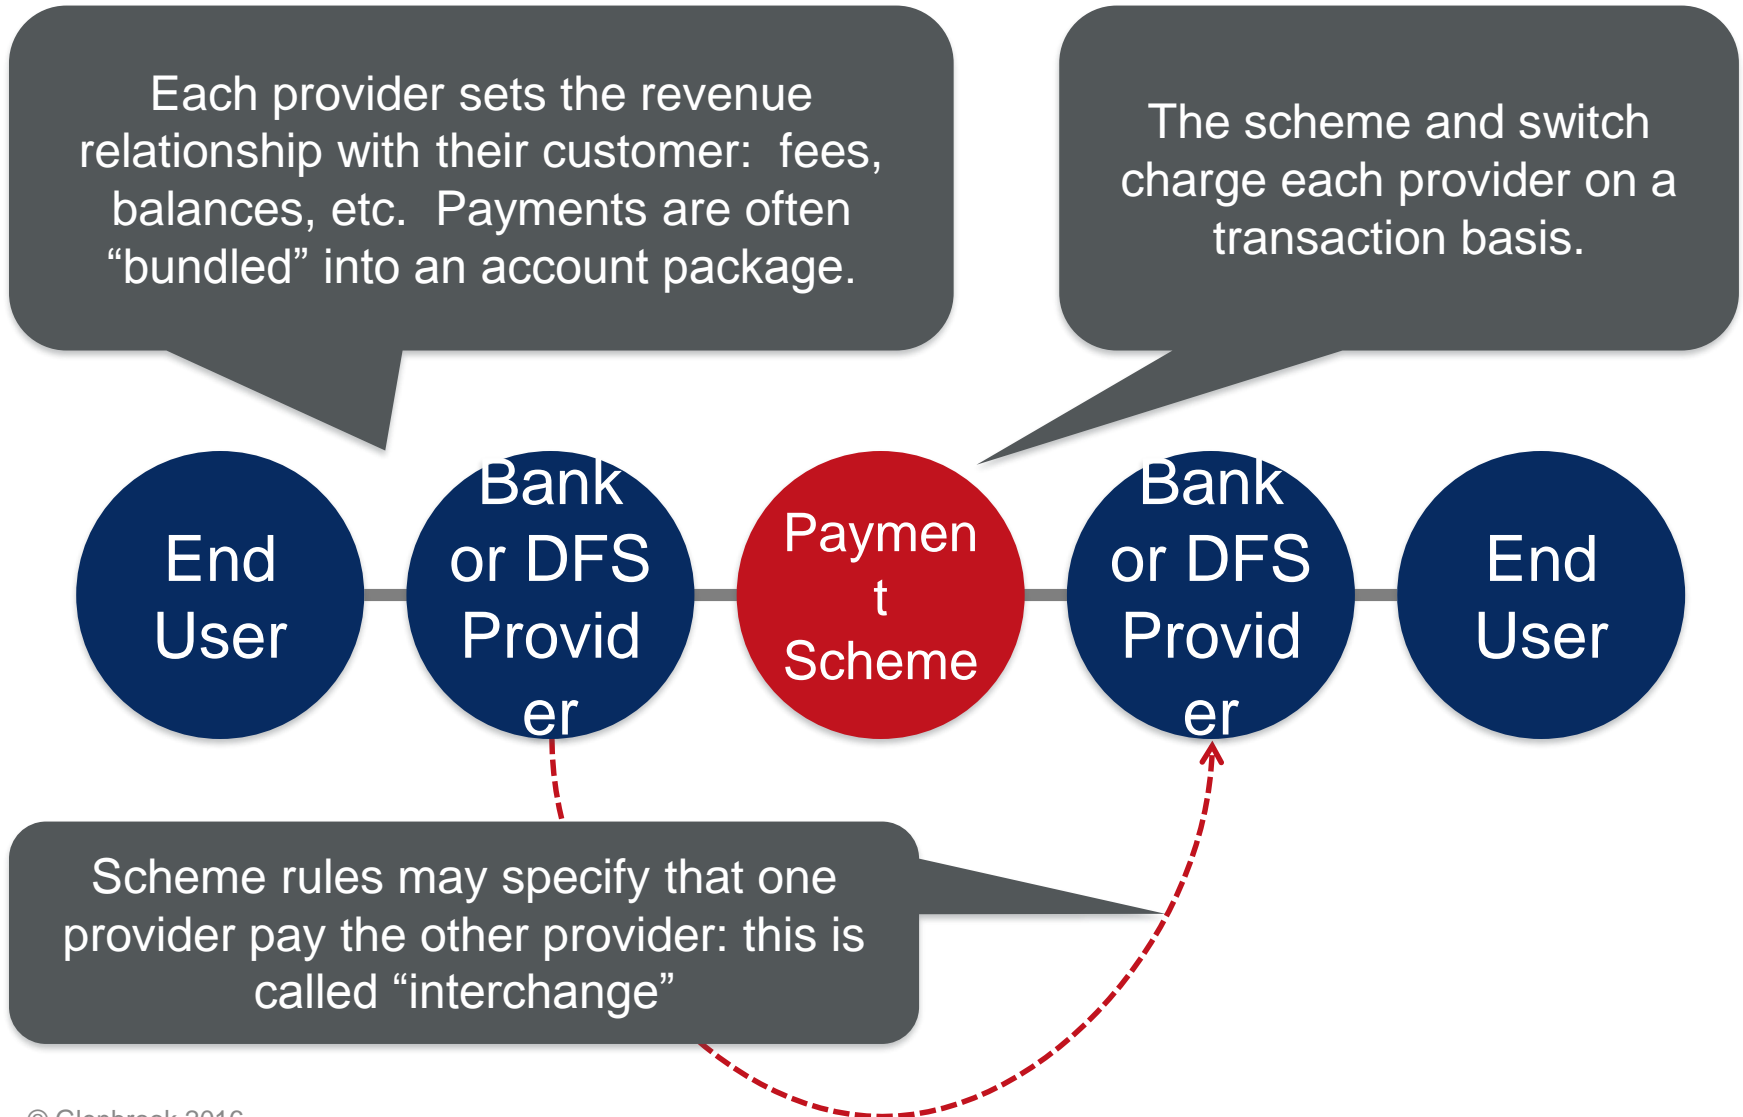 Each provider sets the revenue
relationship with their customer:  fees,
balances, etc.  Payments are often
“bundled” into an account package.
The scheme and switch
charge each provider on a
transaction basis.
End
User
Bank
or DFS
Provid
er
Paymen
t
Scheme
Bank
or DFS
Provid
er
End
User
Scheme rules may specify that one
provider pay the other provider: this is
called “interchange”
© Glenbrook 2016